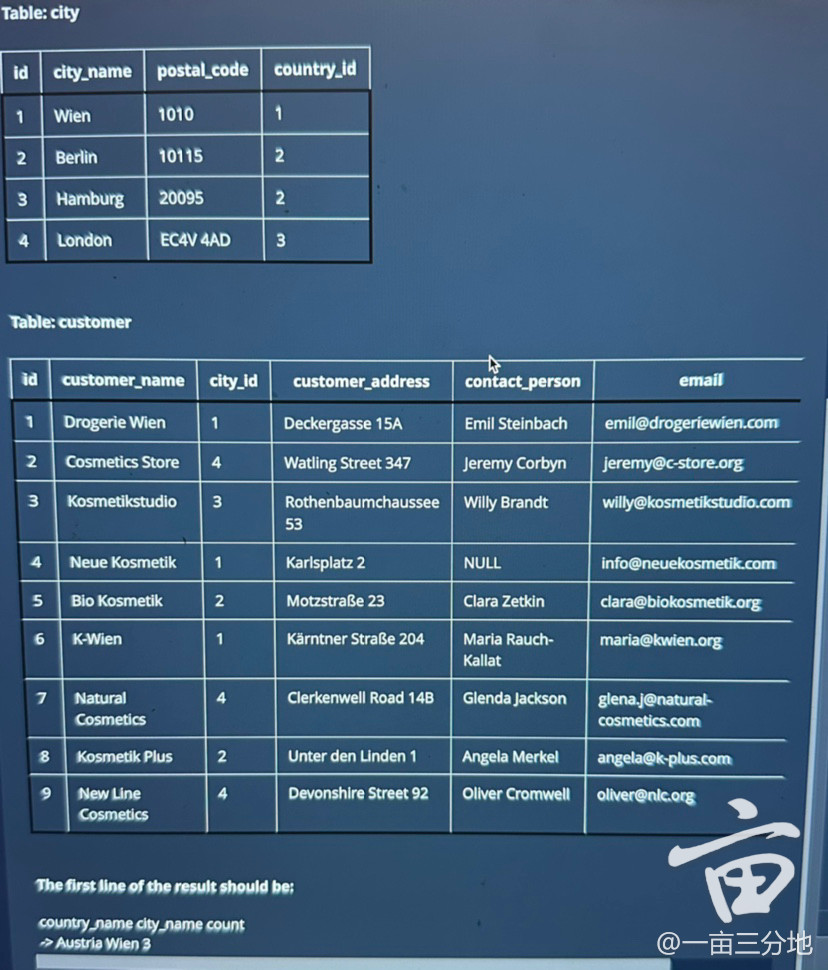 Table: city
id city_name postal_code country_id
1 Wien 1010 1
2 Berlin 10115 2
3 Hamburg 20095 2
4 London EC4V 4AD 3
Table: customer
id customer_name city_id customer_address contact_person email
1 Drogerie Wien 1 Deckergasse 15A Emil Steinbach emil@drogeriewien.com
2 Cosmetics Store 4 Watling Street 347 Jeremy Corbyn jeremy@c-store.org
3 Kosmetikstudio 3 Rothenbaumchaussee Willy Brandt willy@kosmetikstudio.com
53
4 Neue Kosmetik 1 Karlsplatz 2 NULL info@neuekosmetik.com
5 Bio Kosmetik 2 Motzstraße 23 Clara Zetkin clara@biokosmetik.org
6 K-Wien 1 Kärntner Straße 204 Maria Rauch- maria@kwien.org
Kallat
7 Natural 4 Clerkenwell Road 14B Glenda Jackson glena.j@natural-
Cosmetics cosmetics.com
8 Kosmetik Plus 2 Unter den Linden 1 Angela Merkel angela@k-plus.com
9 New Line 4 Devonshire Street 92 Oliver Cromwell oliver@nlc.org
Cosmetics
The first line of the result should be:
country_name city_name count
-> Austria Wien 3
亩
@一亩三分地